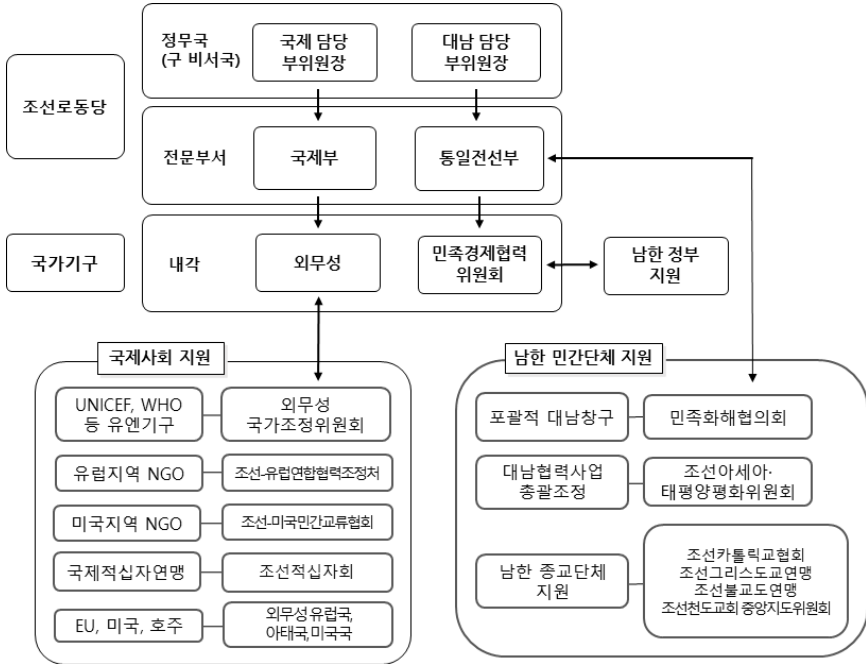 정무국
(구 비서국)
국제 담당
부위원장
대남 담당
부위원장
조선로동당
전문부서
국제부
통일전선부
국가기구
내각
외무성
민족경제협력
위원회
남한 정부
지원
국제사회 지원
UNICEF, WHO
등 유엔기구
외무성
국가조정위원회
유럽지역 NGO
조선-유럽연합협력조정처
미국지역 NGO
조선-미국민간교류협회
국제적십자연맹
조선적십자회
EU, 미국, 호주
외무성 유럽국,
아태국, 미국국
남한 민간단체 지원
포괄적 대남창구
민족화해협의회
대남협력사업
총괄조정
조선아세아·
태평양평화위원회
남한 종교단체
지원
조선카톨릭교협회
조선그리스도교연맹
조선불교도연맹
조선천도교회 중앙지도위원회